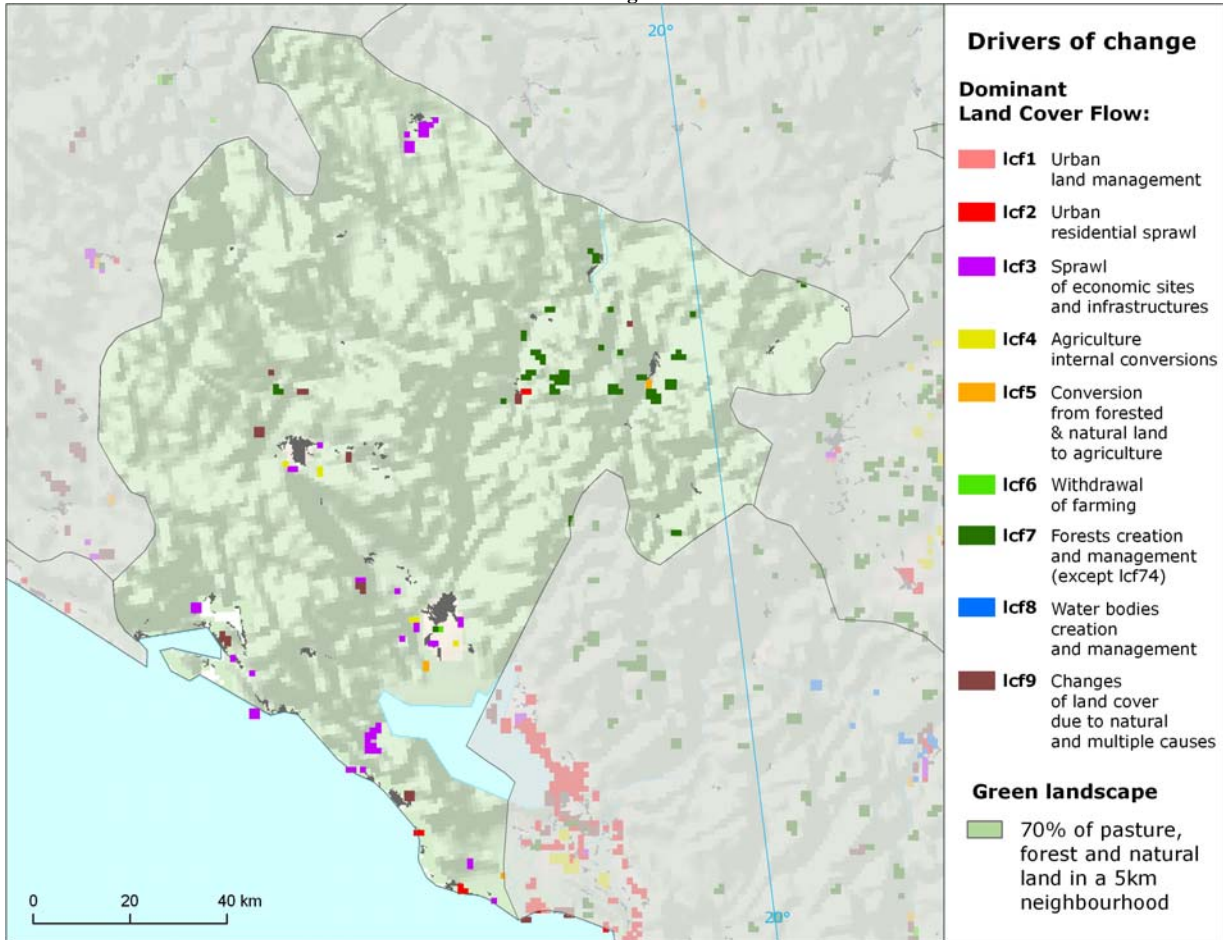 20°
Drivers of change
Dominant
Land Cover Flow:
lcf1 Urban
land management
lcf2 Urban
residential sprawl
lcf3 Sprawl
of economic sites
and infrastructures
lcf4 Agriculture
internal conversions
lcf5 Conversion
from forested
& natural land
to agriculture
lcf6 Withdrawal
of farming
lcf7 Forests creation
and management
(except lcf74)
lcf8 Water bodies
creation
and management
lcf9 Changes
of land cover
due to natural
and multiple causes
Green landscape
70% of pasture,
forest and natural
land in a 5km
neighbourhood
0 20 40 km
20°